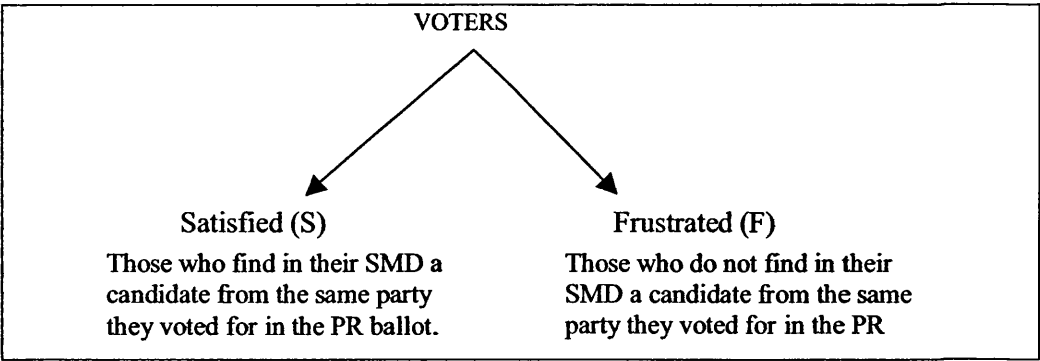 VOTERS
Satisfied (S)
Those who find in their SMD a
candidate from the same party
they voted for in the PR ballot.
Frustrated (F)
Those who do not find in their
SMD a candidate from the same
party they voted for in the PR